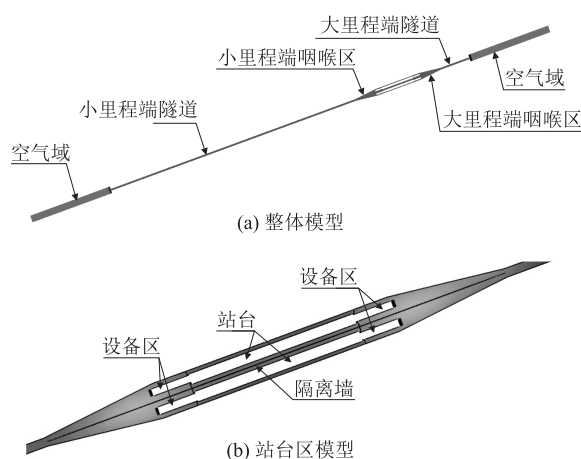 大里程端隧道
小里程端咽喉区
空气域
小里程端隧道
大里程端咽喉区
空气域
(a) 整体模型
设备区
站台
设备区
隔离墙
(b) 站台区模型